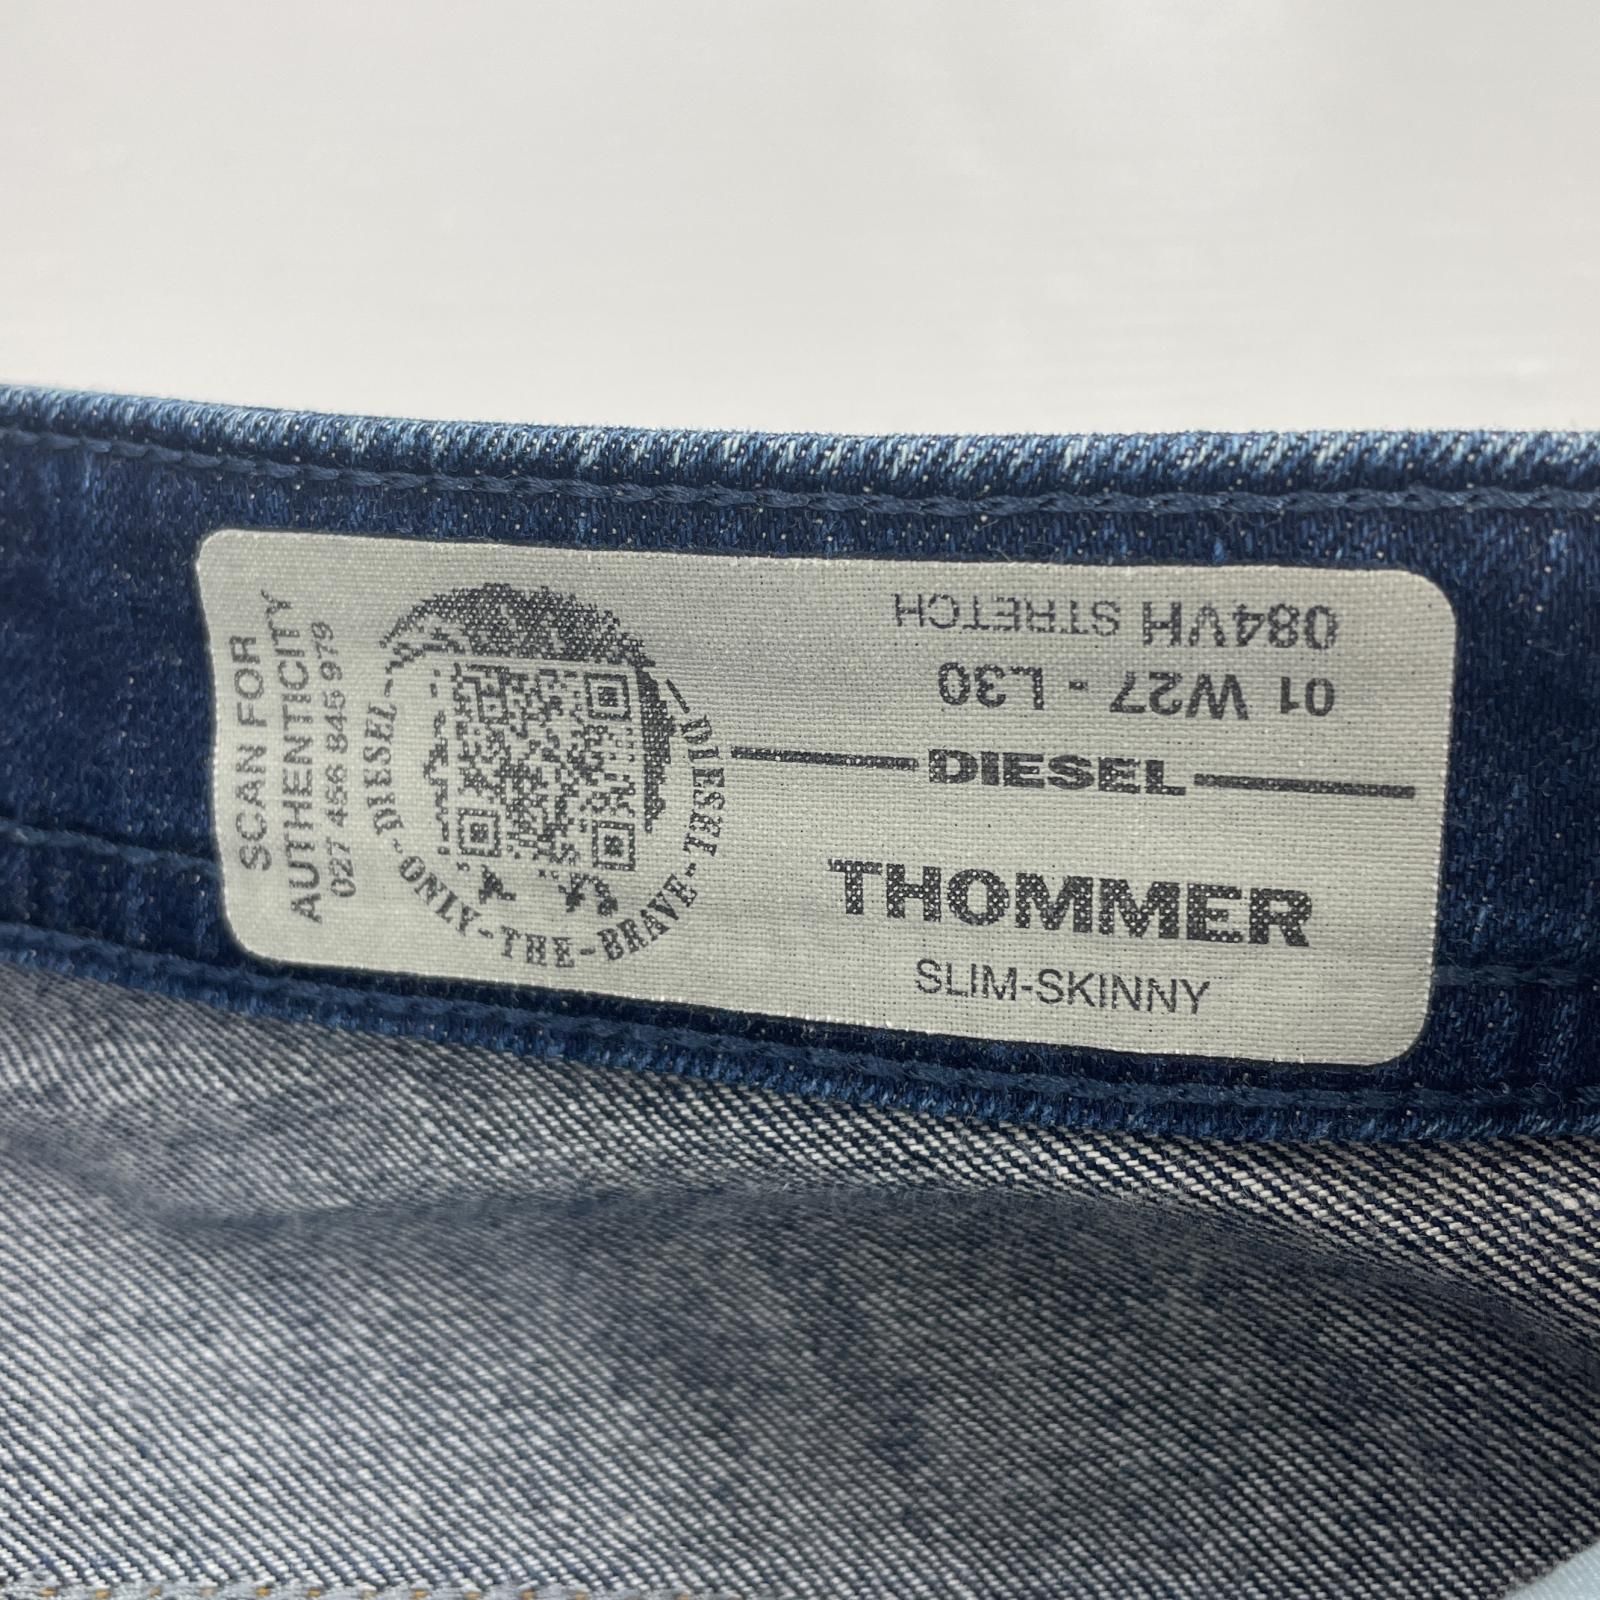 SCAN FOR
AUTHENTICITY
027 456 845 979
DIESEL-ONLY-THE-BRAVE-DIESEL
084VH STRETCH
01 W27 - L30
DIESEL
THOMMER
SLIM-SKINNY